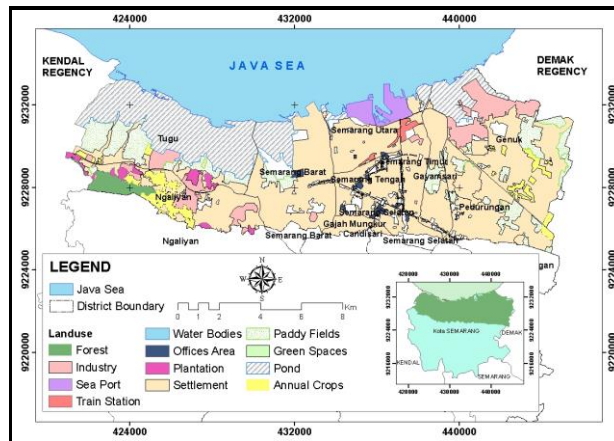 424000 432000 440000
KENDAL REGENCY
JAVA SEA
DEMAK REGENCY
9232000
9228000
9224000
9220000
9232000
9228000
9224000
9220000
Tugu
Semarang Utara
Genuk
Semarang Barat
Semarang Timur
Semarang Tengah
Gayamsari
Ngaliyan
Semarang Selatan
Pedurungan
Gajah Mungkur
Candisari
Ngaliyan
Semarang Barat
Semarang Selatan
ngan
LEGEND
Java Sea
District Boundary
Landuse
Forest
Industry
Sea Port
Train Station
Water Bodies
Offices Area
Plantation
Settlement
Paddy Fields
Green Spaces
Pond
Annual Crops
N
W E
S
0 1 2 4 6 8
Km
420000 430000 440000
Kota SEMARANG
DEMAK
KENDAL
SEMARANG
420000 430000 440000
424000 432000 440000